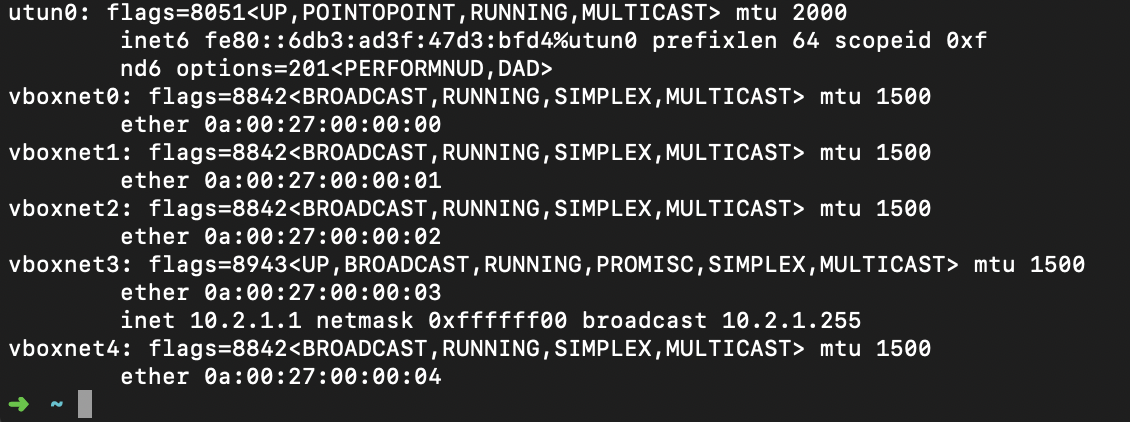 utun0: flags=8051<UP,POINTOPOINT,RUNNING,MULTICAST> mtu 2000
inet6 fe80::6db3:ad3f:47d3:bfd4%utun0 prefixlen 64 scopeid 0xf
nd6 options=201<PERFORMNUD,DAD>
vboxnet0: flags=8842<BROADCAST,RUNNING,SIMPLEX,MULTICAST> mtu 1500
ether 0a:00:27:00:00:00
vboxnet1: flags=8842<BROADCAST,RUNNING,SIMPLEX,MULTICAST> mtu 1500
ether 0a:00:27:00:00:01
vboxnet2: flags=8842<BROADCAST,RUNNING,SIMPLEX,MULTICAST> mtu 1500
ether 0a:00:27:00:00:02
vboxnet3: flags=8943<UP,BROADCAST,RUNNING,PROMISC,SIMPLEX,MULTICAST> mtu 1500
ether 0a:00:27:00:00:03
inet 10.2.1.1 netmask 0xffffff00 broadcast 10.2.1.255
vboxnet4: flags=8842<BROADCAST,RUNNING,SIMPLEX,MULTICAST> mtu 1500
ether 0a:00:27:00:00:04
➜ ~